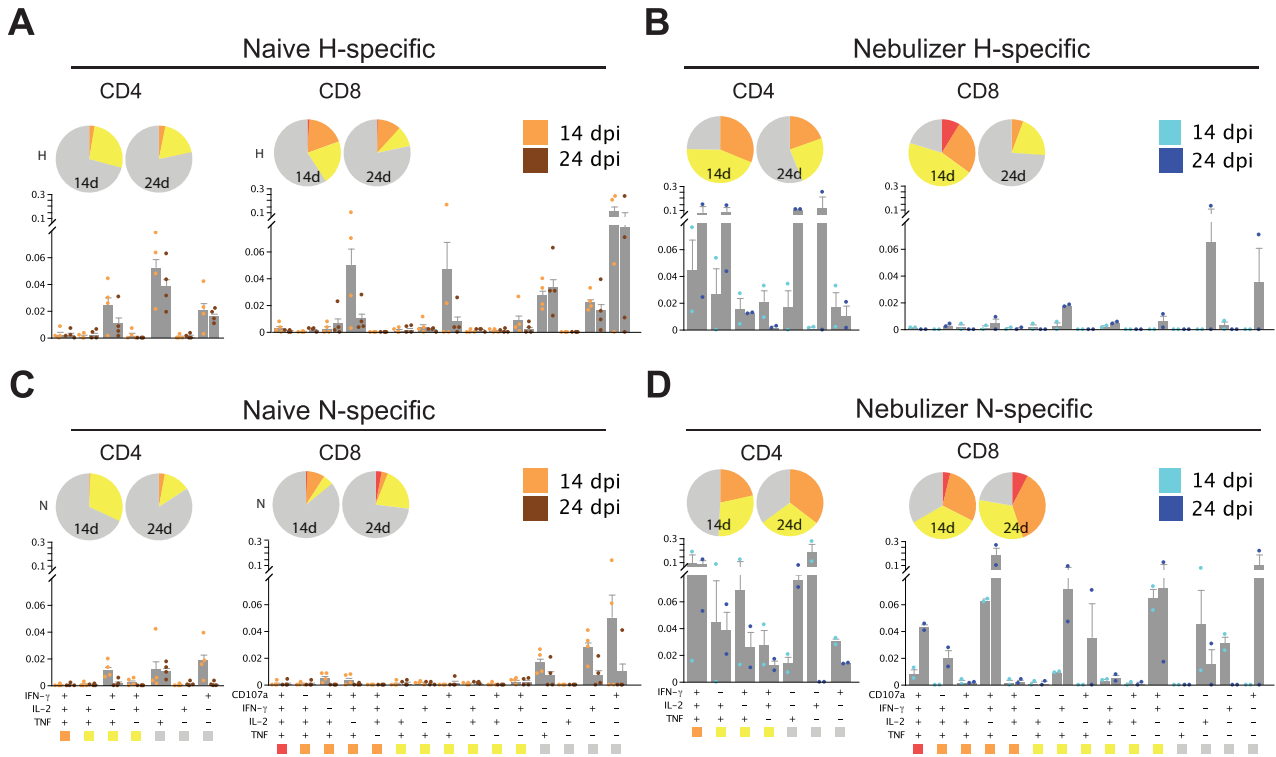 A
B
Naive H-specific
Nebulizer H-specific
CD4
CD8
CD4
CD8
14 dpi
24 dpi
14 dpi
24 dpi
H
14d
24d
H
14d
24d
14d
24d
14d
24d
0.3
0.1
0.06
0.04
0.02
0
0.3
0.1
0.06
0.04
0.02
0
0.3
0.1
0.06
0.04
0.02
0
0.3
0.1
0.06
0.04
0.02
0
C
D
Naive N-specific
Nebulizer N-specific
CD4
CD8
CD4
CD8
14 dpi
24 dpi
14 dpi
24 dpi
N
14d
24d
N
14d
24d
14d
24d
14d
24d
0.3
0.1
0.06
0.04
0.02
0
0.3
0.1
0.06
0.04
0.02
0
0.3
0.1
0.06
0.04
0.02
0
0.3
0.1
0.06
0.04
0.02
0
IFN-γ + − + + − − +
IL-2 + + − + − + −
TNF + + + − + − −
CD107a + − + + + − − + − + + − − − +
IFN-γ + + − + + − + − + − + − − + −
IL-2 + + + − + + − − + + − − + − −
TNF + + + + − + + + − − − + − − −
IFN-γ + − + + − − +
IL-2 + + − + − + −
TNF + + + − + − −
CD107a + − + + + − − + − + + − − − +
IFN-γ + + − + + − + − + − + − − + −
IL-2 + + + − + + − − + + − − + − −
TNF + + + + − + + + − − − + − − −